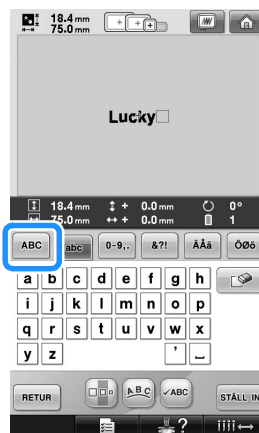 18.4 mm
75.0 mm
Lucky
18.4 mm + 0.0 mm 0°
75.0 mm + 0.0 mm 1
ABC abc 0-9,. &?! ÄÅä ÖØö
a b c d e f g h
i j k l m n o p
q r s t u v w x
y z ’
RETUR ABC ✓ABC STÄLL IN
?